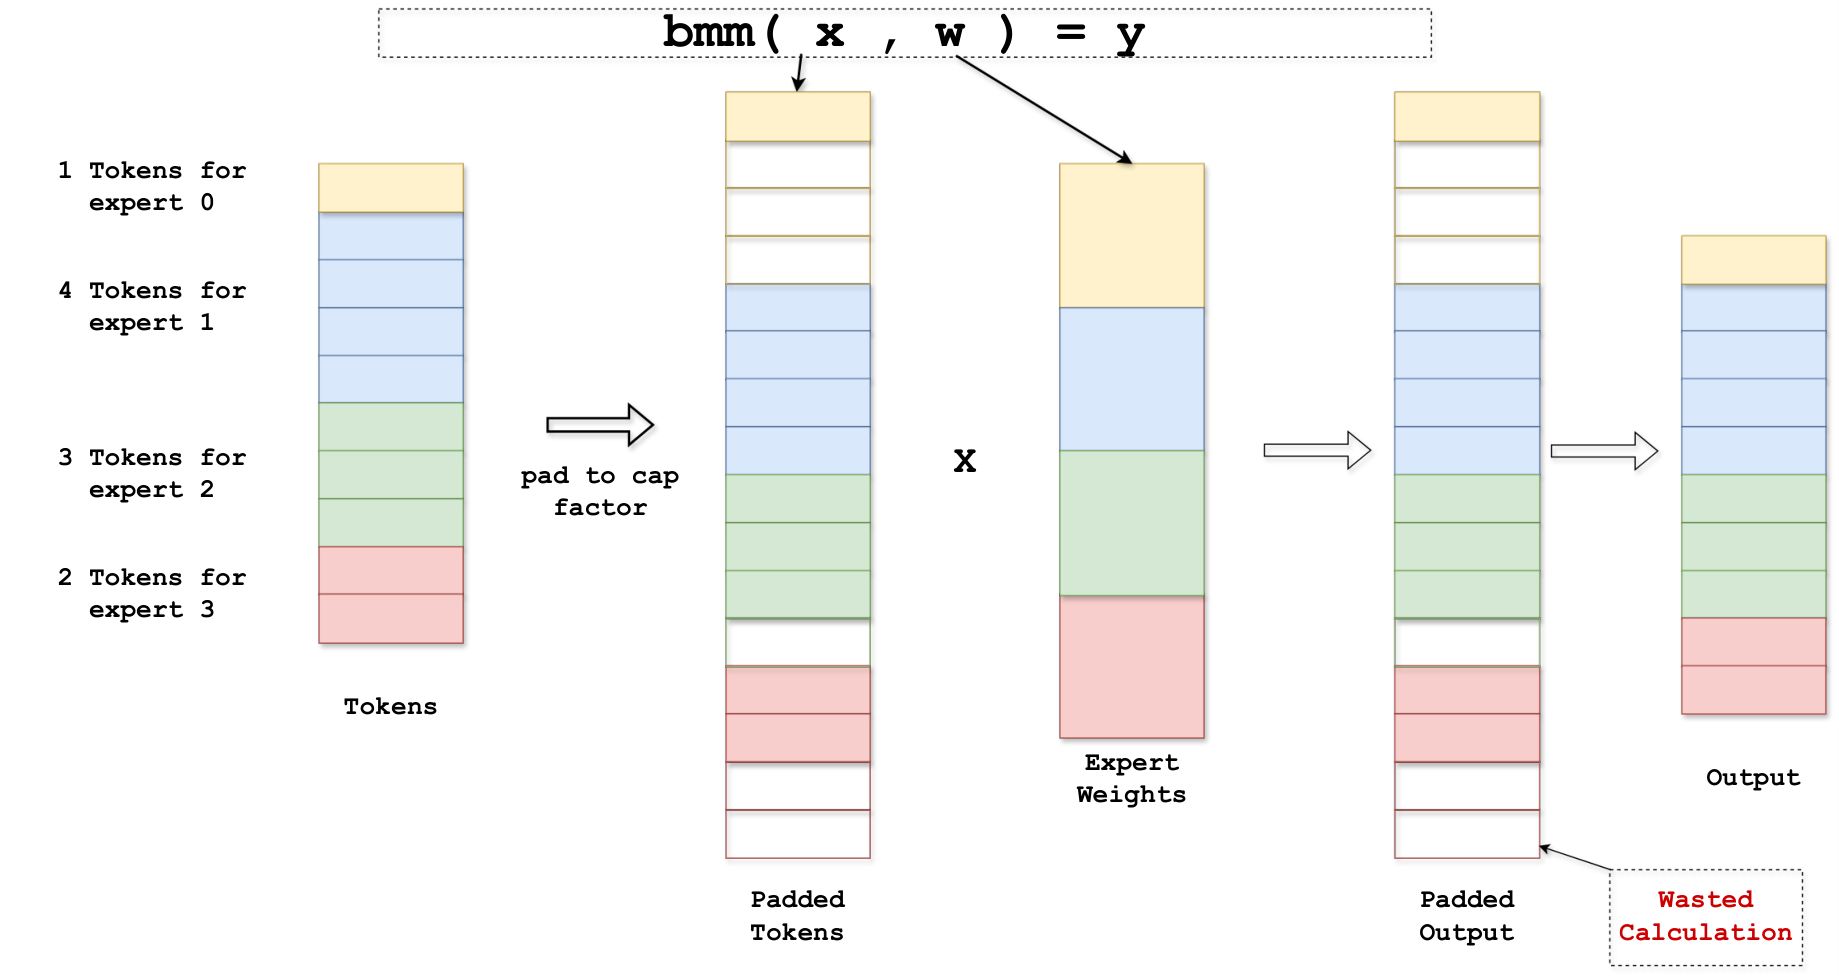 bmm( x , w ) = y
1 Tokens for
expert 0
4 Tokens for
expert 1
3 Tokens for
expert 2
2 Tokens for
expert 3
Tokens
pad to cap
factor
Padded
Tokens
x
Expert
Weights
Padded
Output
Output
Wasted
Calculation